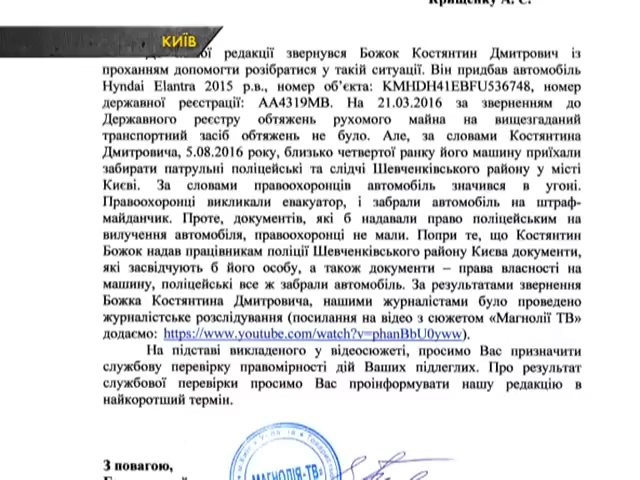 Крищенку А. С.
КИЇВ
До нашої редакції звернувся Божок Костянтин Дмитрович із
проханням допомогти розібратися у такій ситуації. Він придбав автомобіль
Hyndai Elantra 2015 р.в., номер об'єкта: KMHDH41EBFU536748, номер
державної реєстрації: АА4319МВ. На 21.03.2016 за зверненням до
Державного реєстру обтяжень рухомого майна на вищезгаданий
транспортний засіб обтяжень не було. Але, за словами Костянтина
Дмитровича, 5.08.2016 року, близько четвертої ранку його машину приїхали
забирати патрульні поліцейські та слідчі Шевченківського району у місті
Києві. За словами правоохоронців автомобіль значився в угоні.
Правоохоронці викликали евакуатор, і забрали автомобіль на штраф-
майданчик. Проте, документів, які б надавали право поліцейським на
вилучення автомобіля, правоохоронці не мали. Попри те, що Костянтин
Божок надав працівникам поліції Шевченківського району Києва документи,
які засвідчують б його особу, а також документи – права власності на
машину, поліцейські все ж забрали автомобіль. За результатами звернення
Божка Костянтина Дмитровича, нашими журналістами було проведено
журналістське розслідування (посилання на відео з сюжетом «Магнолії ТВ»
додаємо: https://www.youtube.com/watch?v=phanBbU0yww).
На підставі викладеного у відеосюжеті, просимо Вас призначити
службову перевірку правомірності дій Ваших підлеглих. Про результат
службової перевірки просимо Вас проінформувати нашу редакцію в
найкоротший термін.
З повагою,
МАГНОЛІЯ-ТВ